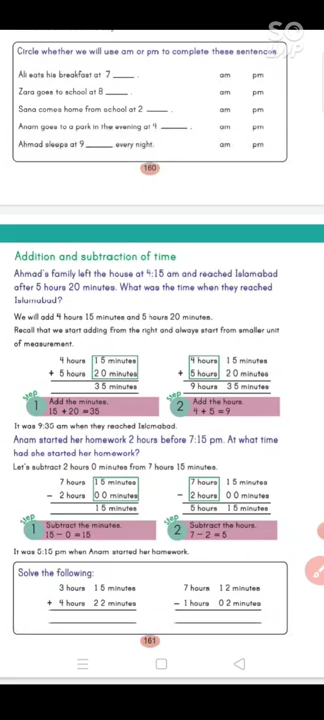 SO
Circle whether we will use am or pm to complete these sentences
Ali eats his breakfast at 7 ____ . am pm
Zara goes to school at 8 ____ . am pm
Sana comes home from school at 2 ____ . am pm
Anam goes to a park in the evening at 4 ____ . am pm
Ahmad sleeps at 9 ____ every night. am pm
160
Addition and subtraction of time
Ahmad's family left the house at 4:15 am and reached Islamabad
after 5 hours 20 minutes. What was the time when they reached
Islamabad?
We will add 4 hours 15 minutes and 5 hours 20 minutes.
Recall that we start adding from the right and always start from smaller unit
of measurement.
4 hours 15 minutes 4 hours 15 minutes
+ 5 hours 20 minutes + 5 hours 20 minutes
35 minutes 9 hours 35 minutes
Step 1 Add the minutes. Step 2 Add the hours.
15 + 20 = 35 4 + 5 = 9
It was 9:35 am when they reached Islamabad.
Anam started her homework 2 hours before 7:15 pm. At what time
had she started her homework?
Let's subtract 2 hours 0 minutes from 7 hours 15 minutes.
7 hours 15 minutes 7 hours 15 minutes
− 2 hours 00 minutes − 2 hours 00 minutes
15 minutes 5 hours 15 minutes
Step 1 Subtract the minutes. Step 2 Subtract the hours.
15 − 0 = 15 7 − 2 = 5
It was 5:15 pm when Anam started her homework.
Solve the following:
3 hours 15 minutes 7 hours 12 minutes
+ 4 hours 22 minutes − 1 hours 02 minutes
161